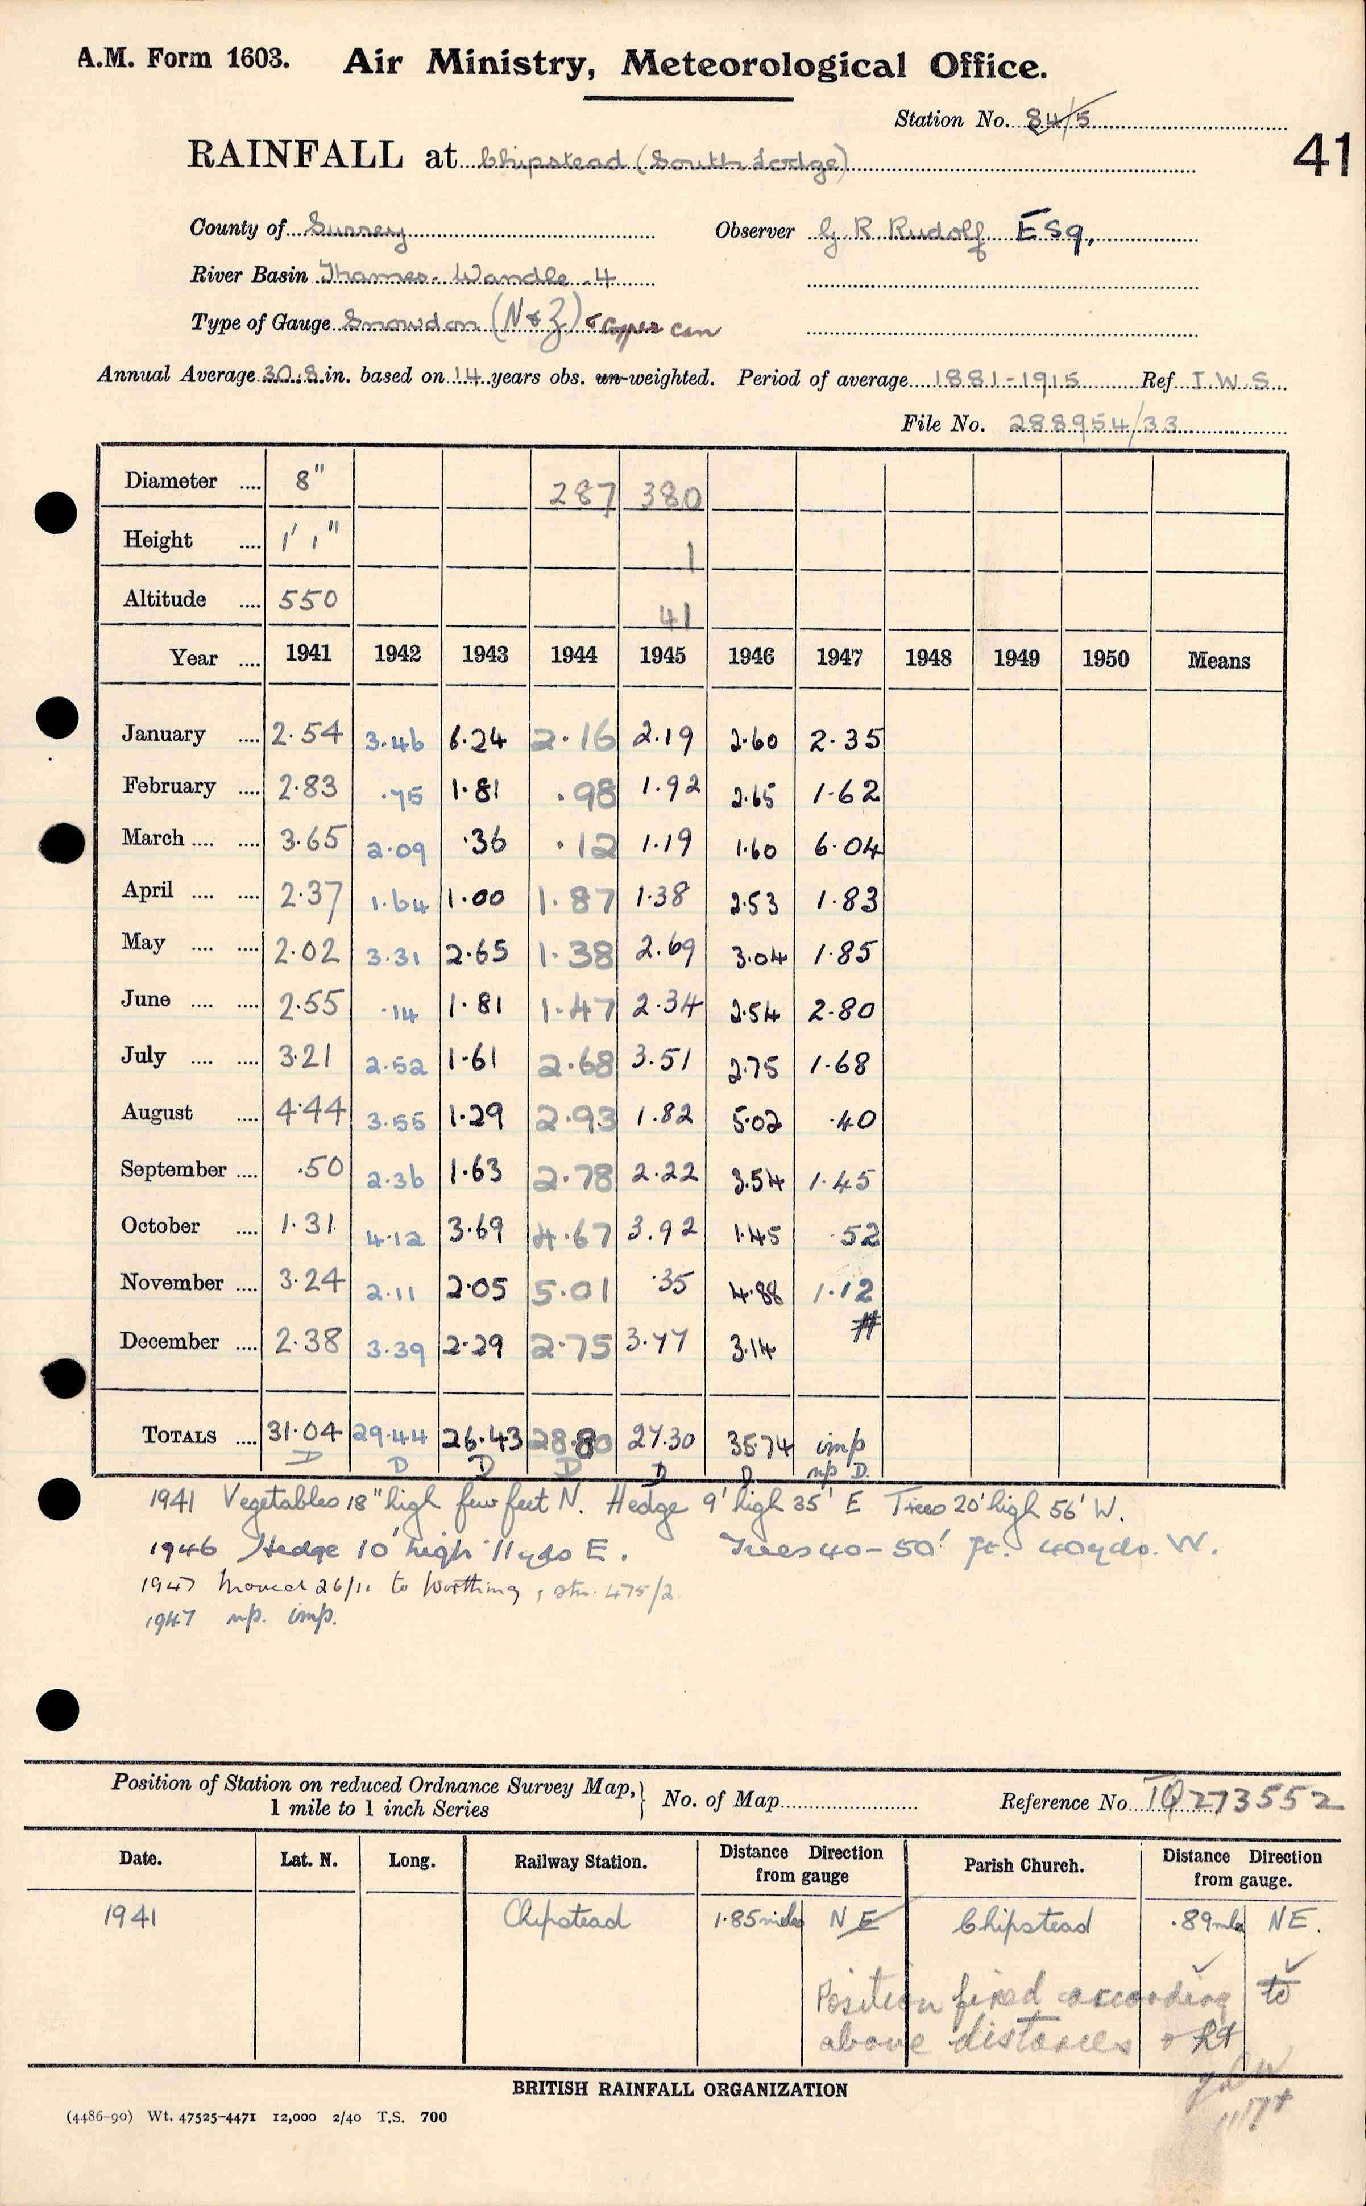 A.M. Form 1603. Air Ministry, Meteorological Office.
Station No. 84/5
41
RAINFALL at Chipstead (South Lodge)
County of Surrey Observer G R Rudolf ESq.
River Basin Thames. Wandle. 4
Type of Gauge Snowdon (N & Z) & Copper can
Annual Average 30.8 in. based on 14 years obs. un-weighted. Period of average 1881-1915 Ref I.W.S.
File No. 288954/33
Diameter .... 8" 287 380
Height .... 1' 1" 1
Altitude .... 550 41
Year .... 1941 1942 1943 1944 1945 1946 1947 1948 1949 1950 Means
January .... 2.54 3.46 6.24 2.16 2.19 2.60 2.35
February .... 2.83 .75 1.81 .98 1.92 2.65 1.62
March .... .... 3.65 2.09 .36 .12 1.19 1.60 6.04
April .... .... 2.37 1.64 1.00 1.87 1.38 2.53 1.83
May .... .... 2.02 3.31 2.65 1.38 2.69 3.04 1.85
June .... .... 2.55 .14 1.81 1.47 2.34 2.54 2.80
July .... .... 3.21 2.52 1.61 2.68 3.51 2.75 1.68
August .... 4.44 3.55 1.29 2.93 1.82 5.02 .40
September .... .50 2.36 1.63 2.78 2.22 3.54 1.45
October .... 1.31 4.12 3.69 4.67 3.92 1.45 .52
November .... 3.24 2.11 2.05 5.01 .35 4.88 1.12
December .... 2.38 3.39 2.29 2.75 3.77 3.14 #
TOTALS .... 31.04 29.44 26.43 28.80 27.30 35.74 imp
D D D D D D np D.
1941 Vegetables 18" high few feet N. Hedge 9' high 35' E Trees 20' high 56' W.
1946 Hedge 10' high 11 yds E. Trees 40-50' ft. 40 yds. W.
1947 Moved 26/11 to Worthing, stn. 475/2
1947 np. imp.
Position of Station on reduced Ordnance Survey Map, } No. of Map Reference No. TQ273552
1 mile to 1 inch Series
Date. Lat. N. Long. Railway Station. Distance Direction from gauge Parish Church. Distance Direction from gauge.
1941 Chipstead 1.85 miles NE Chipstead .89 mls NE.
Position fixed according to
above distances & ht
BRITISH RAINFALL ORGANIZATION
(4486-90) Wt. 47525-4471 12,000 2/40 T.S. 700